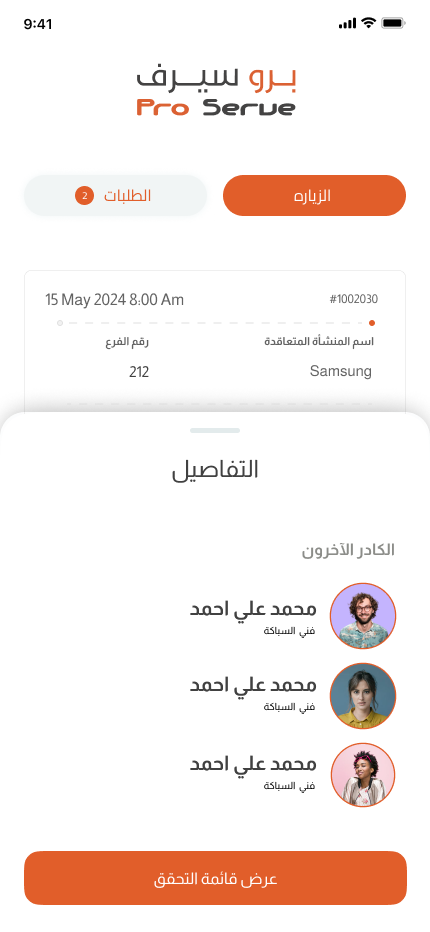 9:41
برو سيرف
Pro Serve
الزياره
الطلبات 2
#1002030
15 May 2024 8:00 Am
اسم المنشأة المتعاقدة
رقم الفرع
Samsung
212
التفاصيل
الكادر الآخرون
محمد علي احمد
فني السباكة
محمد علي احمد
فني السباكة
محمد علي احمد
فني السباكة
عرض قائمة التحقق